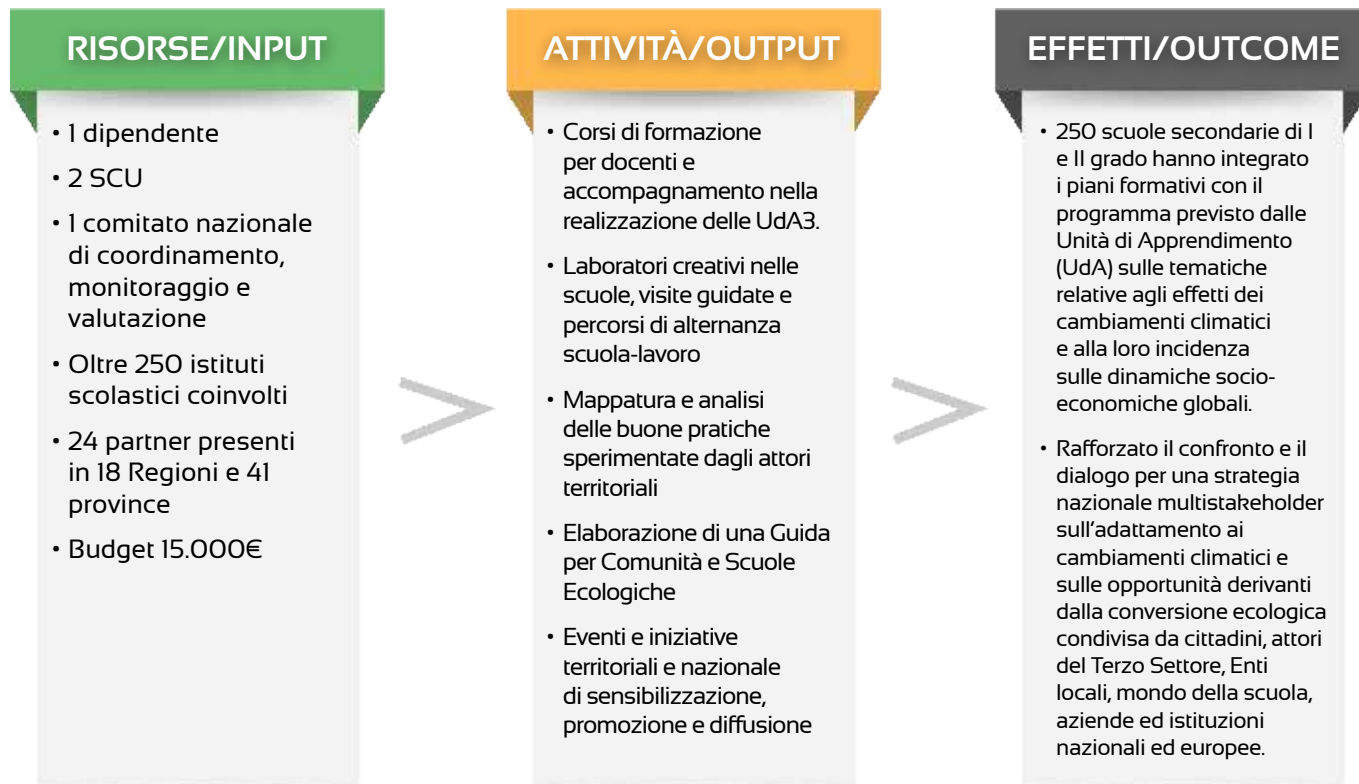 RISORSE/INPUT
• 1 dipendente
• 2 SCU
• 1 comitato nazionale
di coordinamento,
monitoraggio e
valutazione
• Oltre 250 istituti
scolastici coinvolti
• 24 partner presenti
in 18 Regioni e 41
province
• Budget 15.000€
>
ATTIVITÀ/OUTPUT
• Corsi di formazione
per docenti e
accompagnamento nella
realizzazione delle UdA3.
• Laboratori creativi nelle
scuole, visite guidate e
percorsi di alternanza
scuola-lavoro
• Mappatura e analisi
delle buone pratiche
sperimentate dagli attori
territoriali
• Elaborazione di una Guida
per Comunità e Scuole
Ecologiche
• Eventi e iniziative
territoriali e nazionale
di sensibilizzazione,
promozione e diffusione
>
EFFETTI/OUTCOME
• 250 scuole secondarie di I
e II grado hanno integrato
i piani formativi con il
programma previsto dalle
Unità di Apprendimento
(UdA) sulle tematiche
relative agli effetti dei
cambiamenti climatici
e alla loro incidenza
sulle dinamiche socio-
economiche globali.
• Rafforzato il confronto e il
dialogo per una strategia
nazionale multistakeholder
sull'adattamento ai
cambiamenti climatici e
sulle opportunità derivanti
dalla conversione ecologica
condivisa da cittadini, attori
del Terzo Settore, Enti
locali, mondo della scuola,
aziende ed istituzioni
nazionali ed europee.